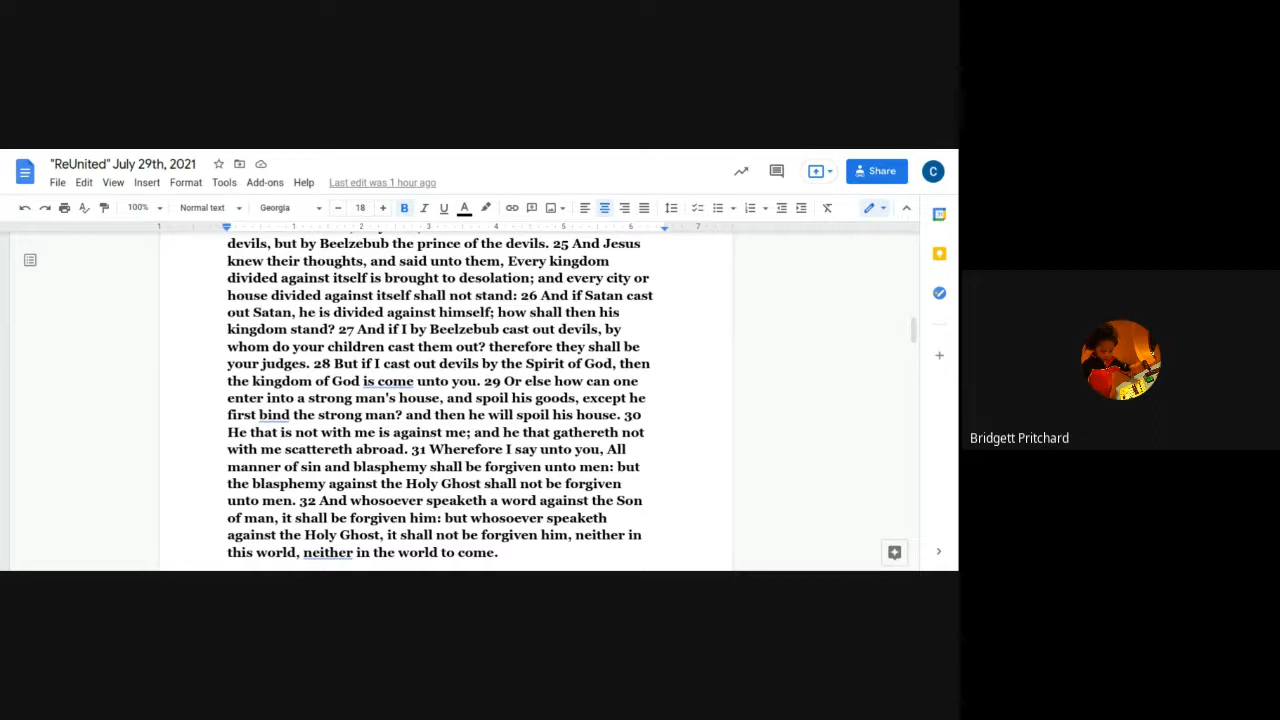 "ReUnited" July 29th, 2021
File Edit View Insert Format Tools Add-ons Help Last edit was 1 hour ago
Share
C
100% Normal text Georgia 18 B I U A
1 1 2 3 4 5 6 7
devils, but by Beelzebub the prince of the devils. 25 And Jesus
knew their thoughts, and said unto them, Every kingdom
divided against itself is brought to desolation; and every city or
house divided against itself shall not stand: 26 And if Satan cast
out Satan, he is divided against himself; how shall then his
kingdom stand? 27 And if I by Beelzebub cast out devils, by
whom do your children cast them out? therefore they shall be
your judges. 28 But if I cast out devils by the Spirit of God, then
the kingdom of God is come unto you. 29 Or else how can one
enter into a strong man's house, and spoil his goods, except he
first bind the strong man? and then he will spoil his house. 30
He that is not with me is against me; and he that gathereth not
with me scattereth abroad. 31 Wherefore I say unto you, All
manner of sin and blasphemy shall be forgiven unto men: but
the blasphemy against the Holy Ghost shall not be forgiven
unto men. 32 And whosoever speaketh a word against the Son
of man, it shall be forgiven him: but whosoever speaketh
against the Holy Ghost, it shall not be forgiven him, neither in
this world, neither in the world to come.
Bridgett Pritchard